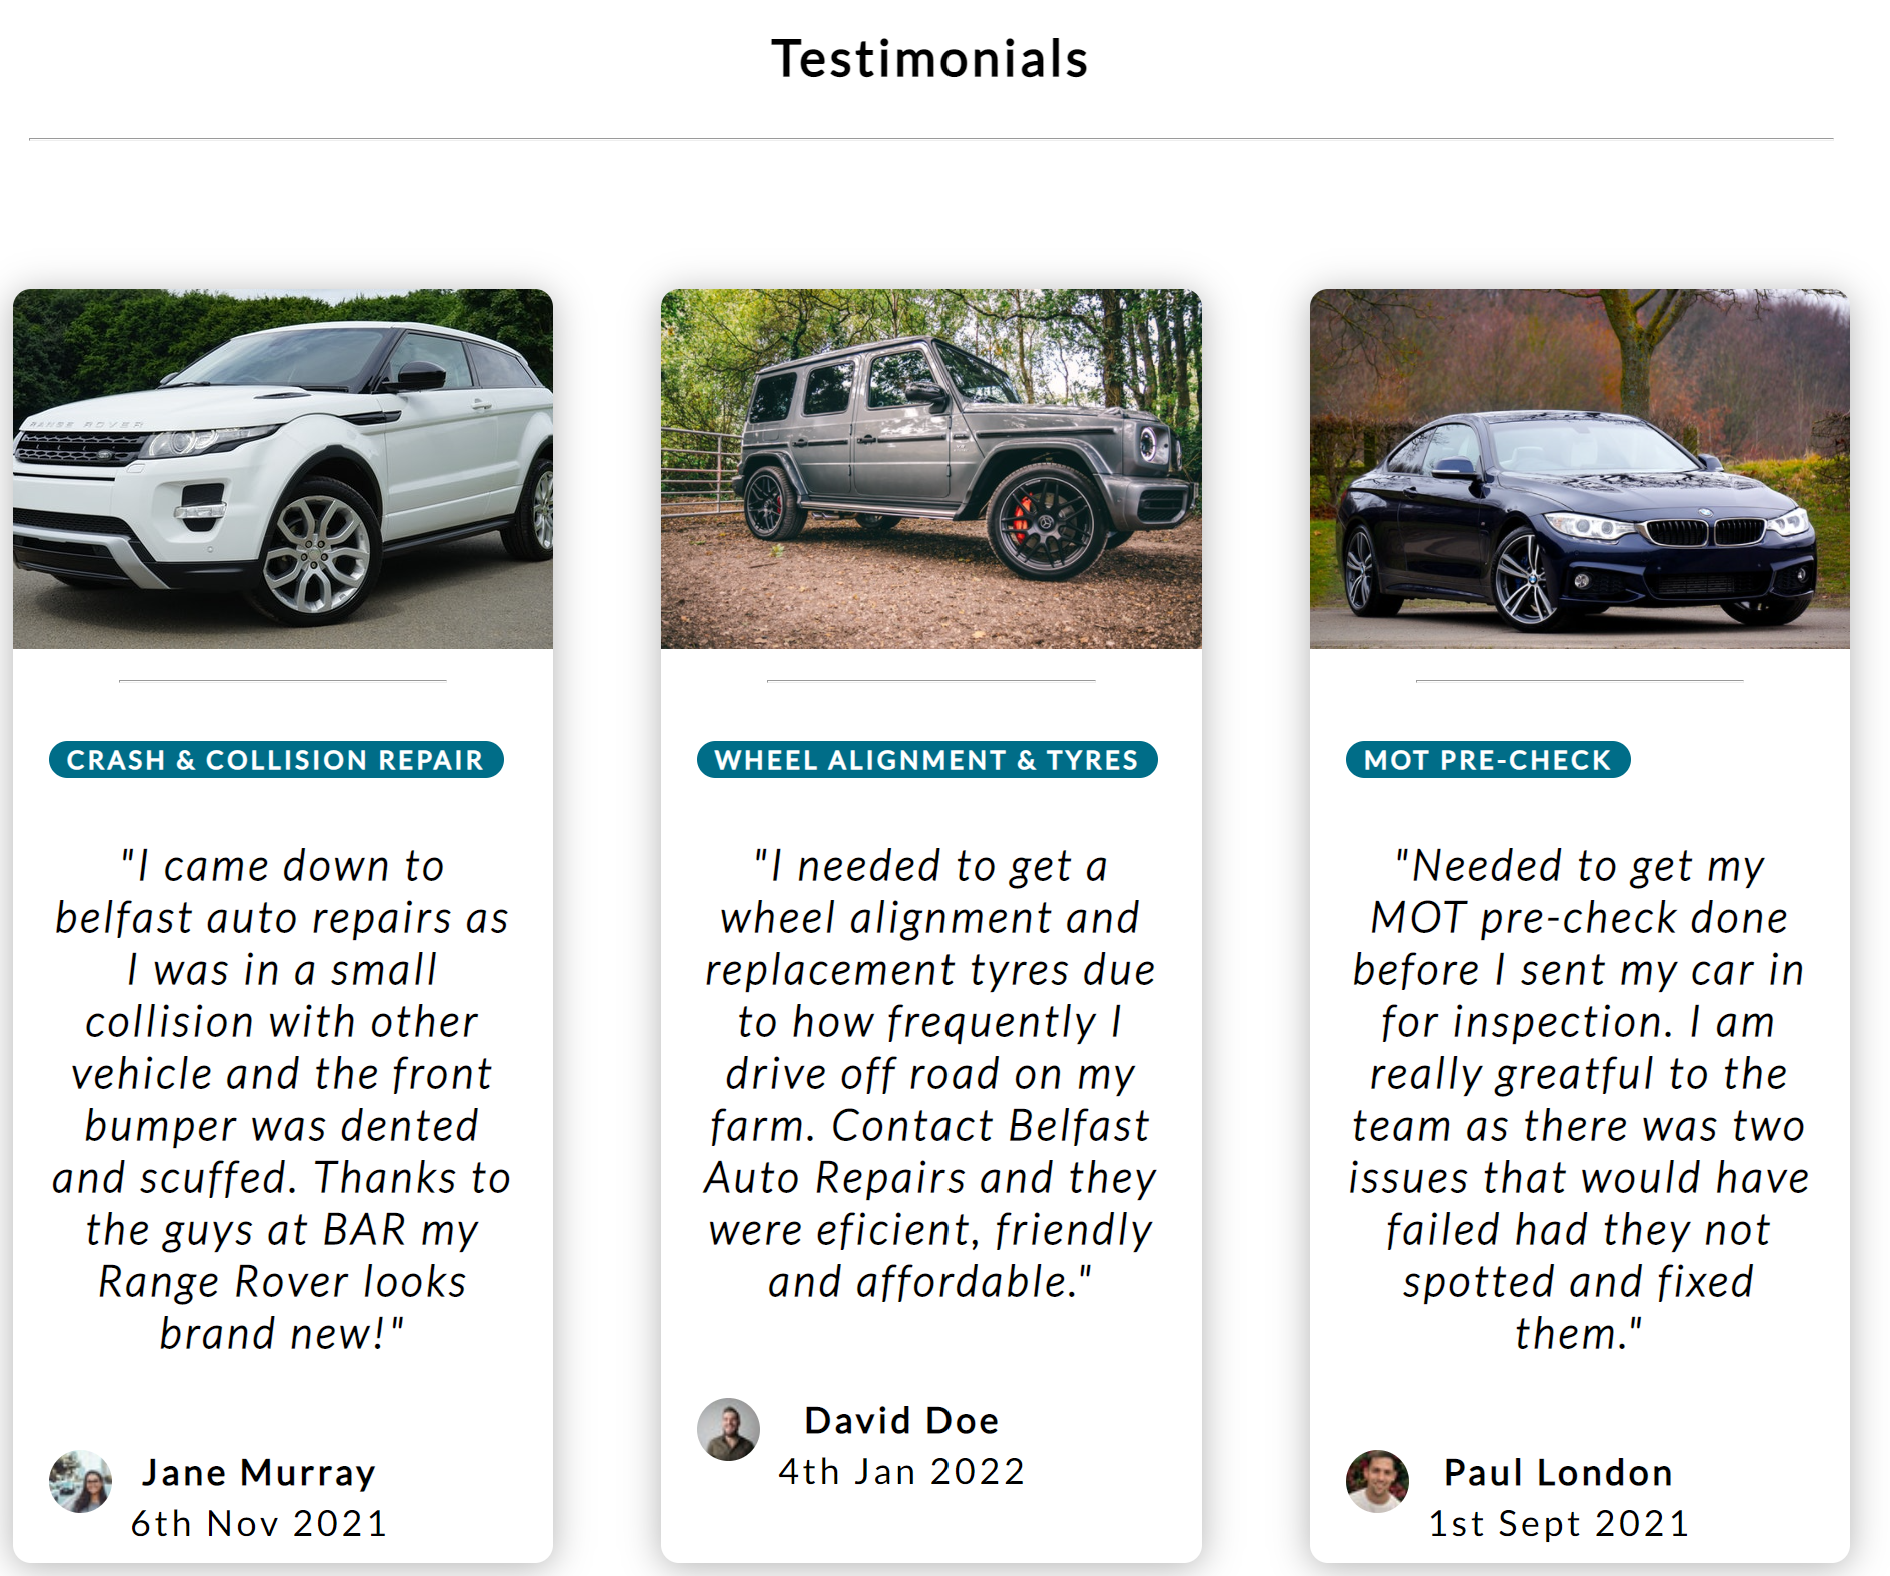 Testimonials
RANGE ROVER
CRASH & COLLISION REPAIR
"I came down to
belfast auto repairs as
I was in a small
collision with other
vehicle and the front
bumper was dented
and scuffed. Thanks to
the guys at BAR my
Range Rover looks
brand new!"
Jane Murray
6th Nov 2021
WHEEL ALIGNMENT & TYRES
"I needed to get a
wheel alignment and
replacement tyres due
to how frequently I
drive off road on my
farm. Contact Belfast
Auto Repairs and they
were eficient, friendly
and affordable."
David Doe
4th Jan 2022
MOT PRE-CHECK
"Needed to get my
MOT pre-check done
before I sent my car in
for inspection. I am
really greatful to the
team as there was two
issues that would have
failed had they not
spotted and fixed
them."
Paul London
1st Sept 2021